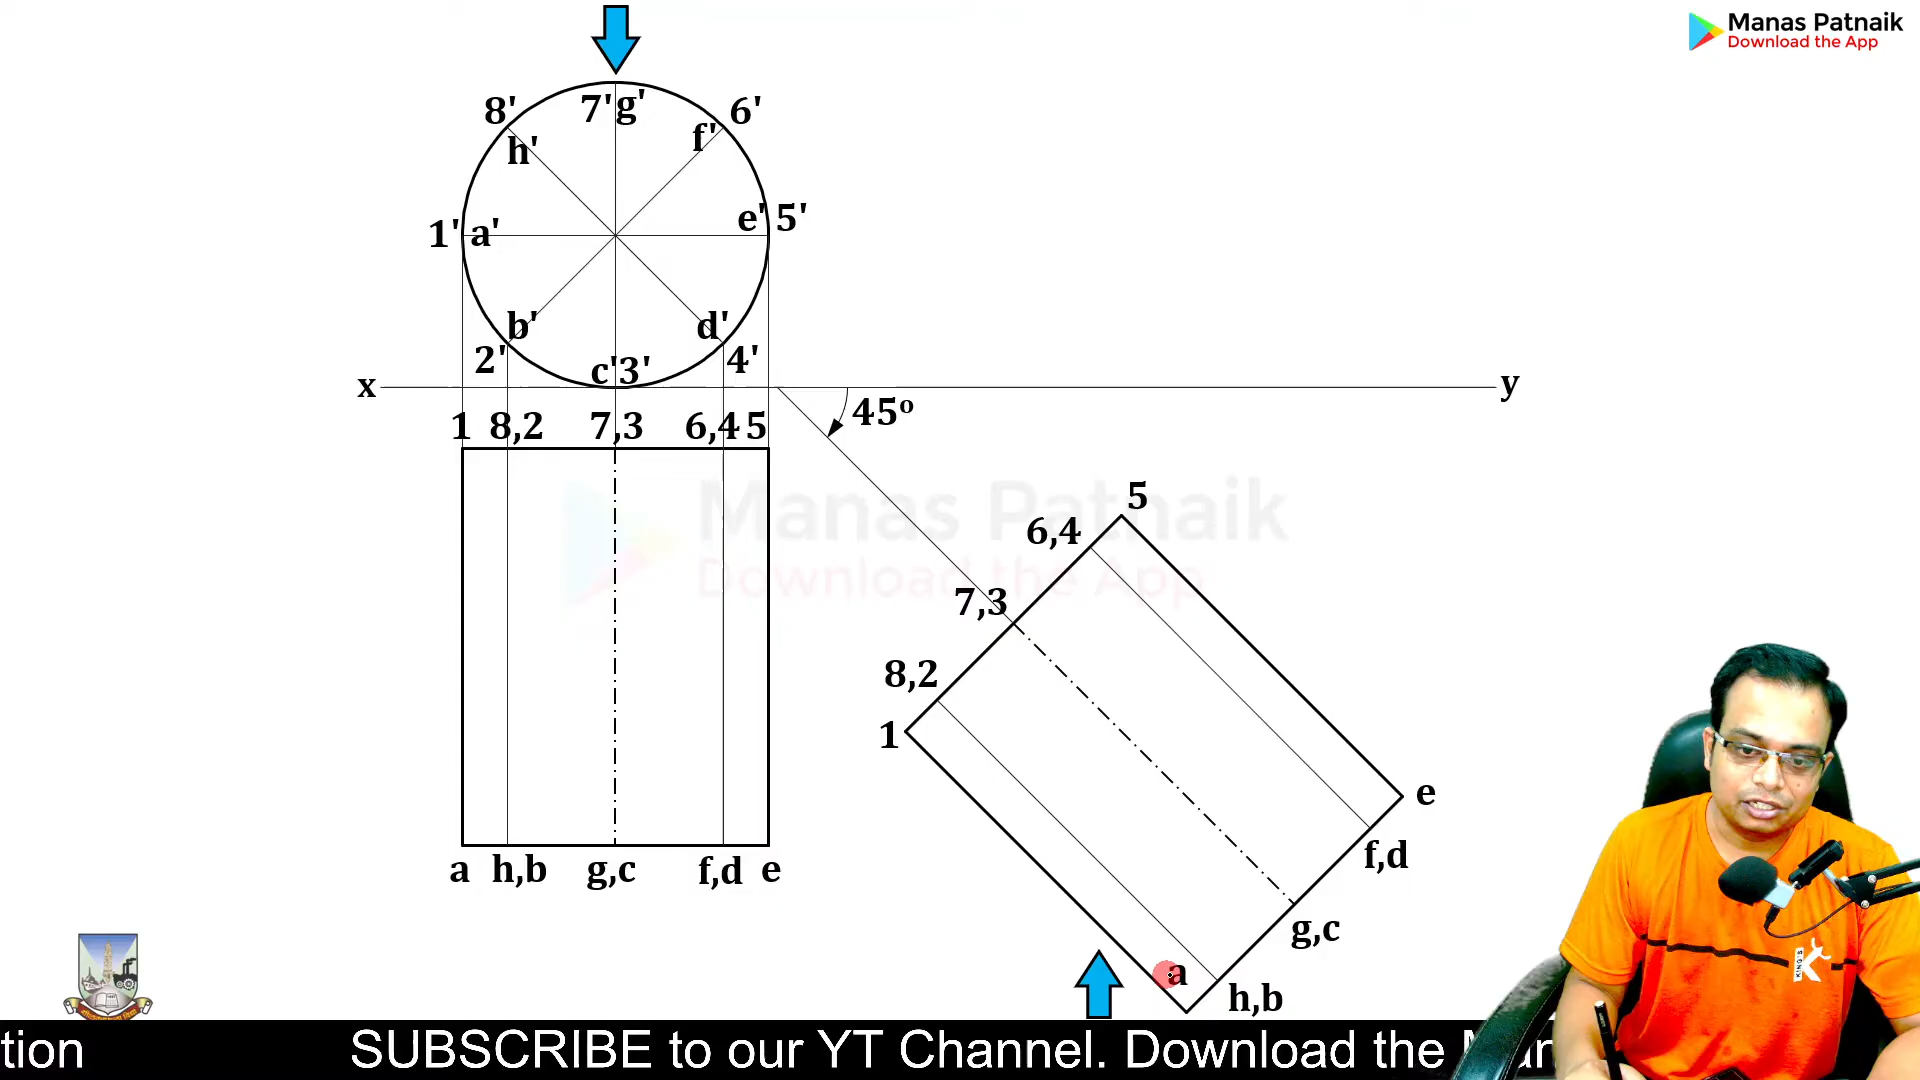 Manas Patnaik
Download the App
8'
7'
g'
6'
h'
f'
1'
a'
e'
5'
b'
d'
2'
c'
3'
4'
x
y
1
8,2
7,3
6,4
5
45º
Manas Patnaik
Download the App
5
6,4
7,3
8,2
1
e
f,d
a
h,b
g,c
f,d
e
g,c
a
h,b
KING'S
K
tion SUBSCRIBE to our YT Channel. Download the